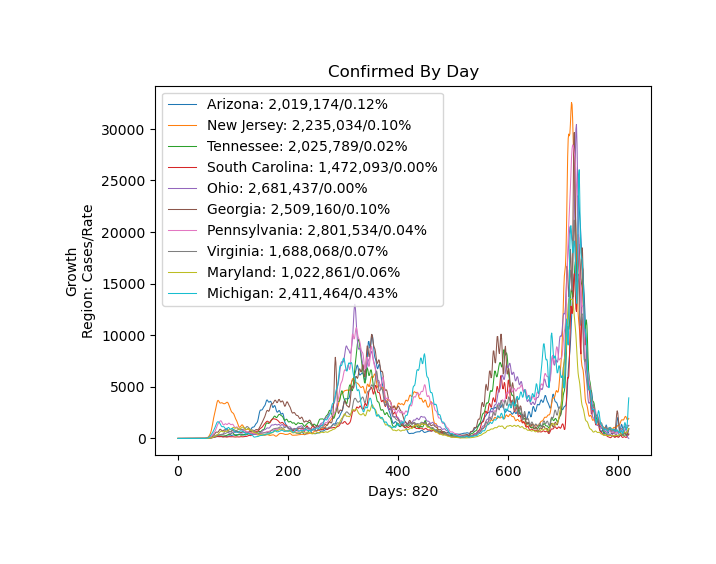 Confirmed By Day
Growth
Region: Cases/Rate
30000
25000
20000
15000
10000
5000
0
Arizona: 2,019,174/0.12%
New Jersey: 2,235,034/0.10%
Tennessee: 2,025,789/0.02%
South Carolina: 1,472,093/0.00%
Ohio: 2,681,437/0.00%
Georgia: 2,509,160/0.10%
Pennsylvania: 2,801,534/0.04%
Virginia: 1,688,068/0.07%
Maryland: 1,022,861/0.06%
Michigan: 2,411,464/0.43%
0 200 400 600 800
Days: 820